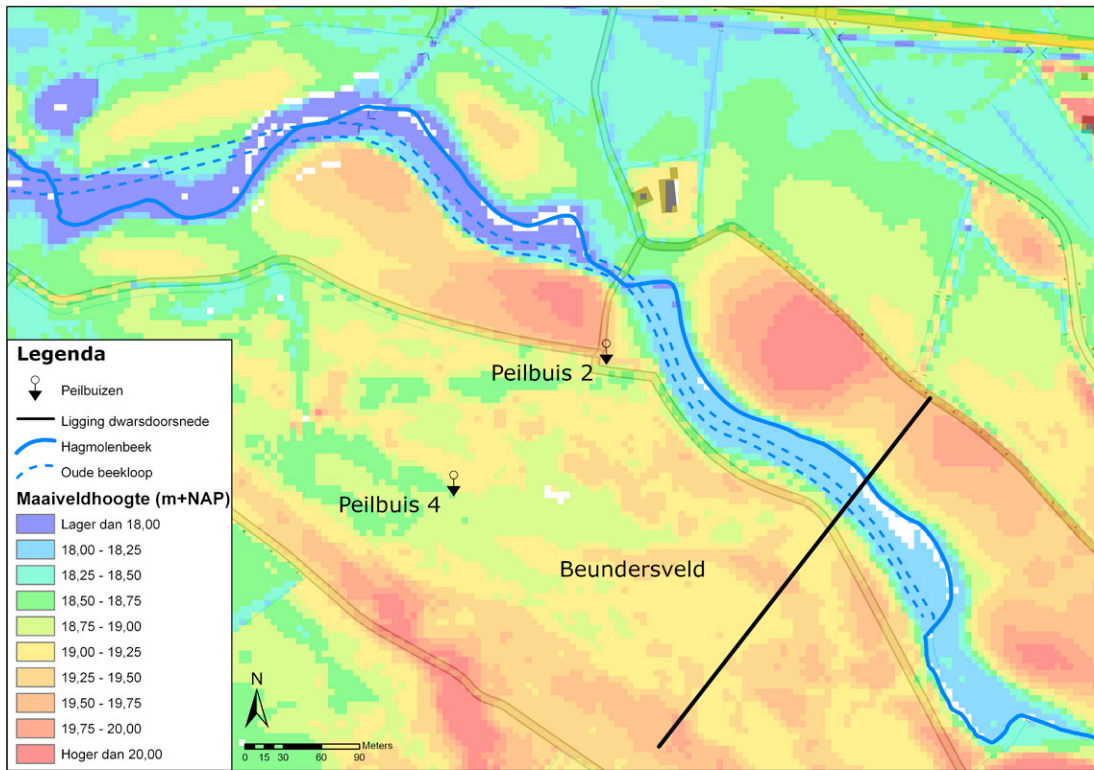 Peilbuis 2
Peilbuis 4
Beundersveld
Legenda
Peilbuizen
Ligging dwarsdoorsnede
Hagmolenbeek
Oude beekloop
Maaiveldhoogte (m+NAP)
Lager dan 18,00
18,00 - 18,25
18,25 - 18,50
18,50 - 18,75
18,75 - 19,00
19,00 - 19,25
19,25 - 19,50
19,50 - 19,75
19,75 - 20,00
Hoger dan 20,00
N
Meters
0 15 30 60 90